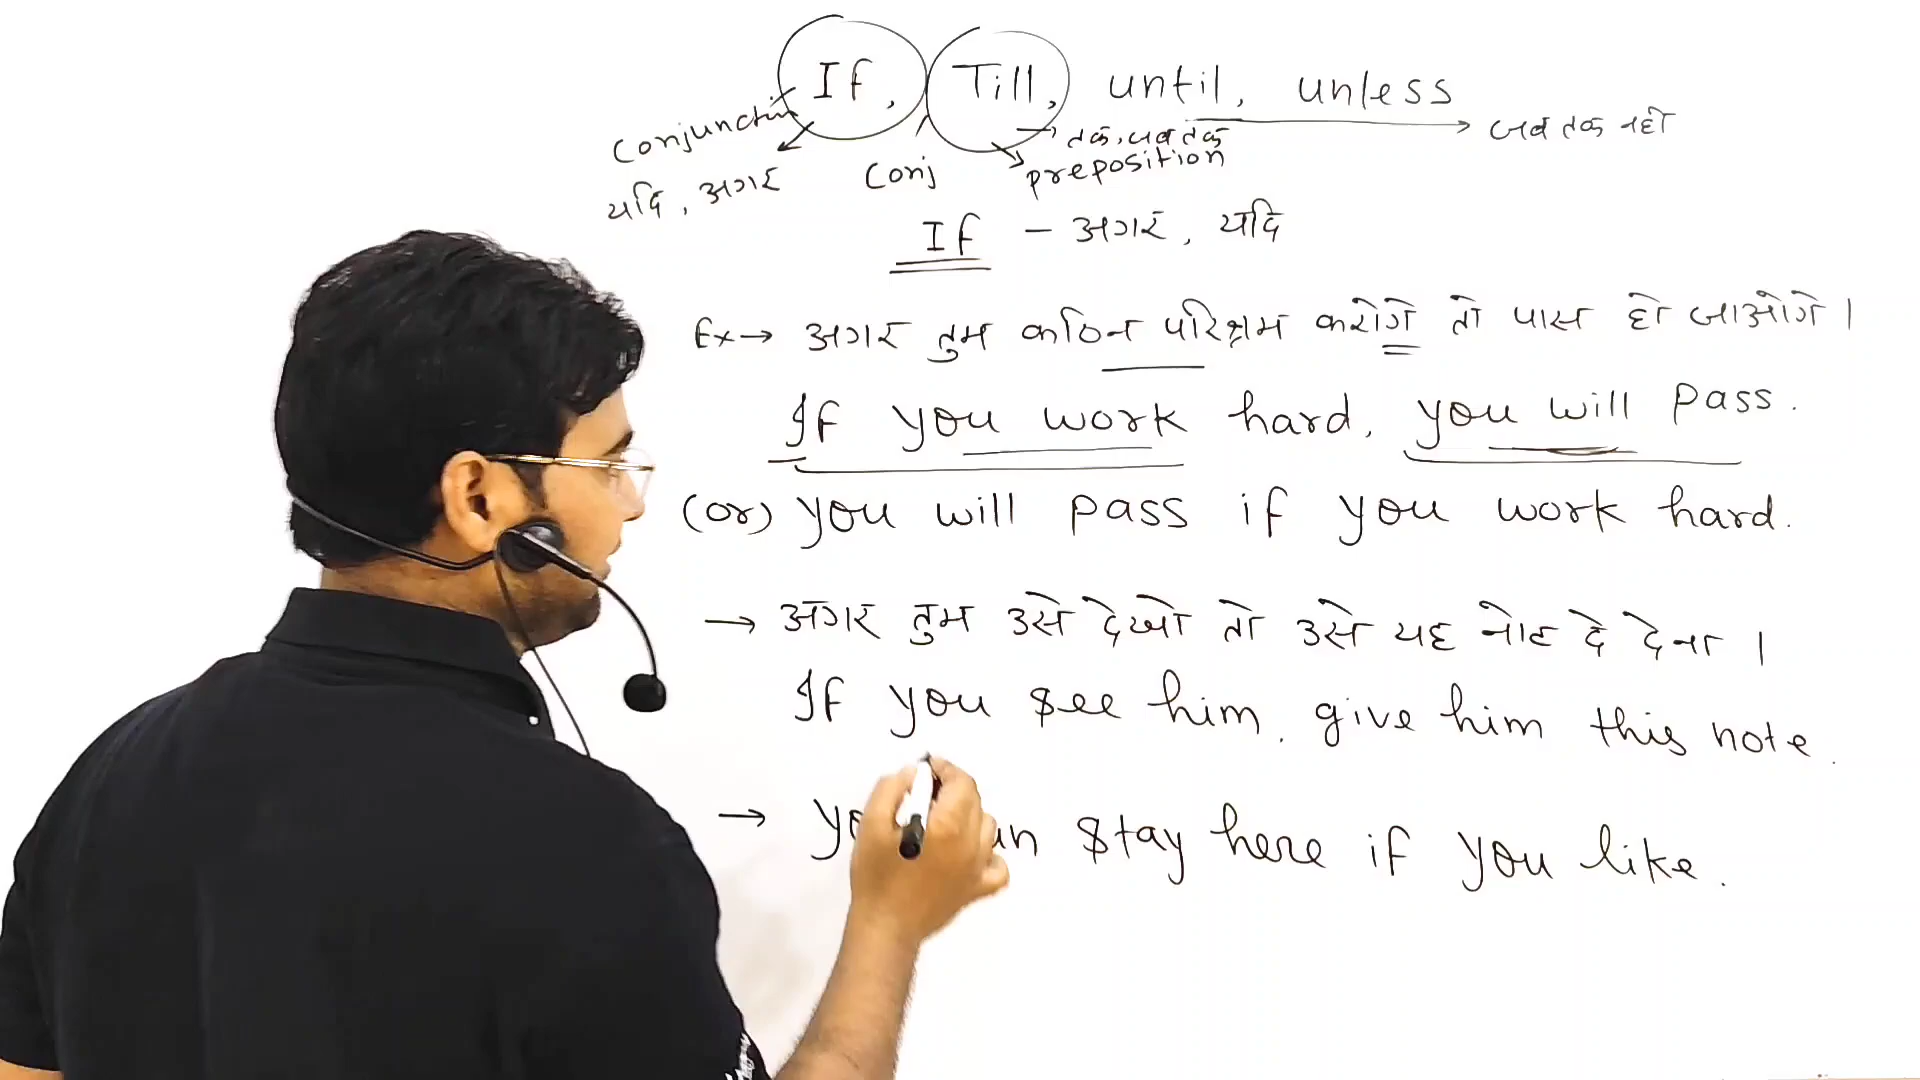 If, Till, until, unless
Conjunction
यदि, अगर
Conj
तक, जब तक
preposition
जब तक नहीं
If – अगर, यदि
Ex→ अगर तुम कठिन परिश्रम करोगे तो पास हो जाओगे।
If you work hard, you will pass.
(or) you will pass if you work hard.
→ अगर तुम उसे देखो तो उसे यह नोट दे देना।
If you see him, give him this note.
→ stay here if you like.